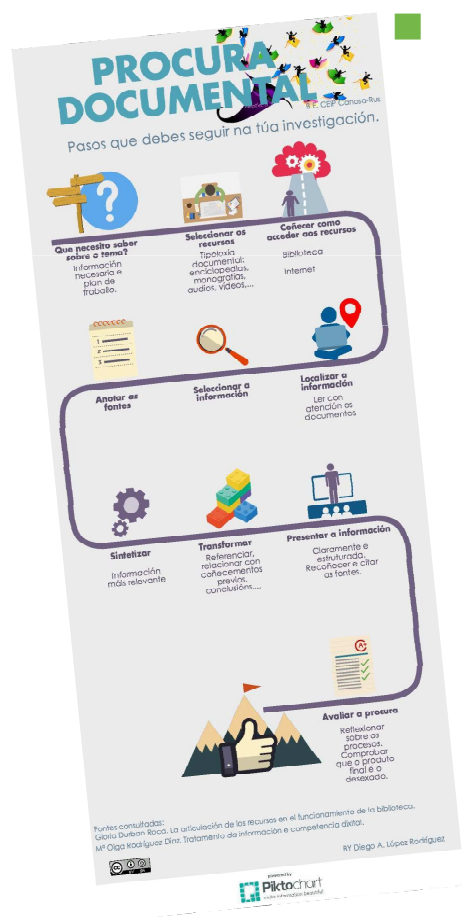 PROCURA
DOCUMENTAL
CEIP Canosa-Rus
Pasos que debes seguir na túa investigación.
Que necesito saber
sobre o tema?
Información
necesaria e
plan de
traballo.
Seleccionar os
recursos
Tipoloxía
documental:
enciclopedias,
monografías,
audios, vídeos,...
Coñecer como
acceder aos recursos
Biblioteca
Internet
Anotar as
fontes
Seleccionar a
información
Localizar a
información
Ler con
atención os
documentos
Sintetizar
Información
máis relevante
Transformar
Referenciar,
relacionar con
coñecementos
previos,
conclusións,...
Presentar a información
Claramente e
estruturada.
Recoñecer e citar
as fontes.
Avaliar a procura
Reflexionar
sobre os
procesos.
Comprobar
que o produto
final é o
desexado.
Fontes consultadas:
Gloria Durban Roca. La articulación de los recursos en el funcionamiento de la biblioteca.
Mª Olga Rodríguez Dinz. Tratamento da información e competencia dixital.
BY Diego A. López Rodríguez
powered by
Piktochart
make information beautiful